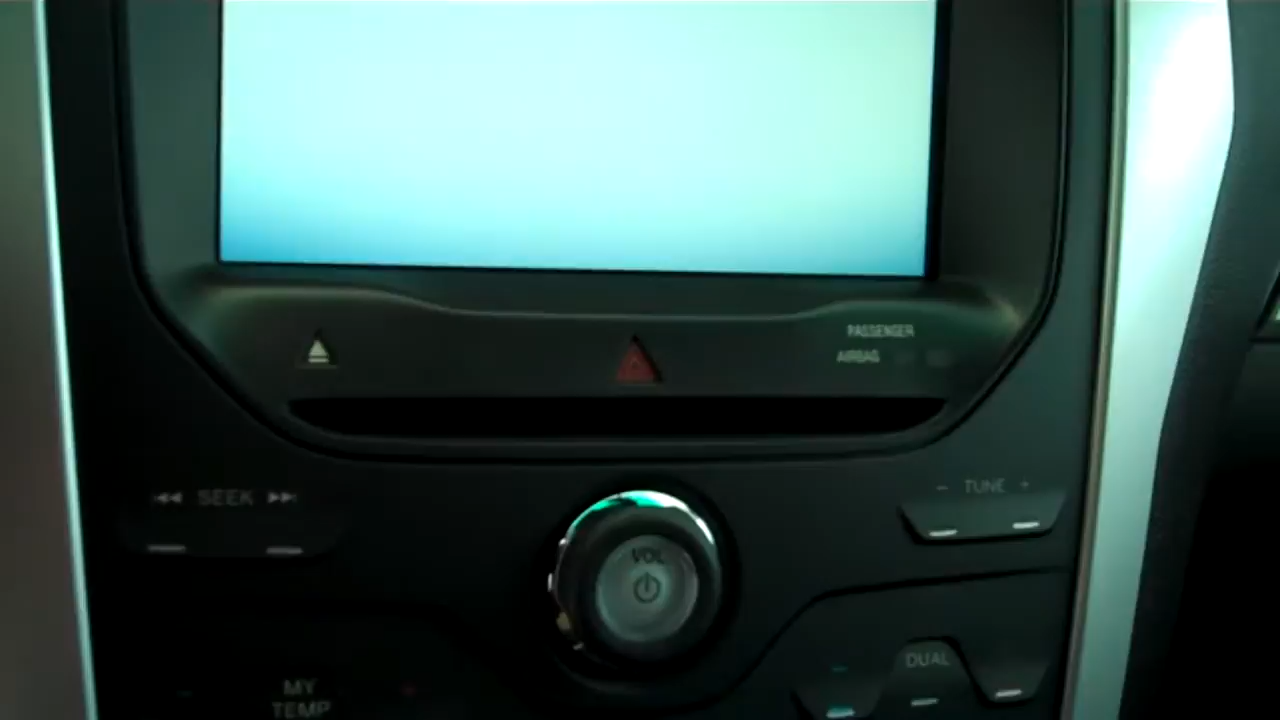 PASSENGER
AIRBAG
SEEK
- TUNE +
VOL
DUAL
MY
TEMP